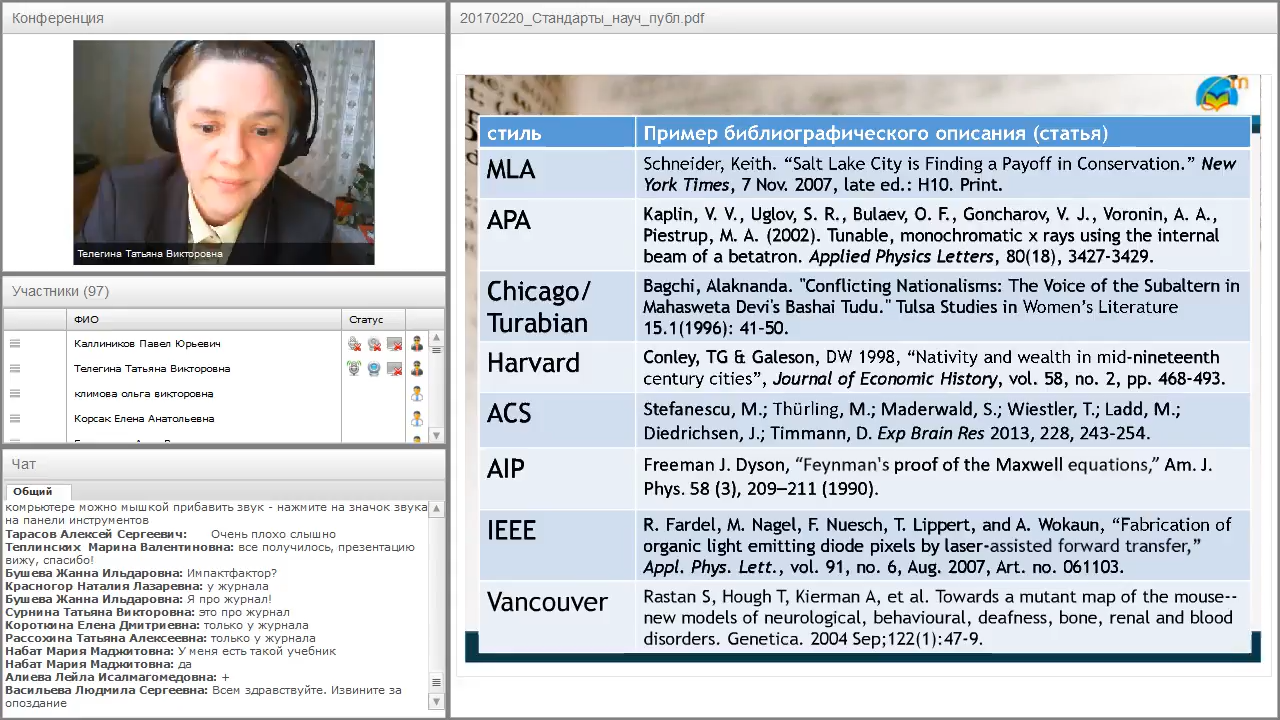 Конференция
Телегина Татьяна Викторовна
Участники (97)
ФИО
Статус
Каллиников Павел Юрьевич
Телегина Татьяна Викторовна
климова ольга викторовна
Корсак Елена Анатольевна
Чат
Общий
компьютере можно мышкой прибавить звук - нажмите на значок звука
на панели инструментов
Тарасов Алексей Сергеевич: Очень плохо слышно
Теплинских Марина Валентиновна: все получилось, презентацию
вижу, спасибо!
Бушева Жанна Ильдаровна: Импактфактор?
Красногор Наталия Лазаревна: у журнала
Бушева Жанна Ильдаровна: Я про журнал!
Сурнина Татьяна Викторовна: это про журнал
Короткина Елена Дмитриевна: только у журнала
Рассохина Татьяна Алексеевна: только у журнала
Набат Мария Маджитовна: У меня есть такой учебник
Набат Мария Маджитовна: да
Алиева Лейла Исалмагомедовна: +
Васильева Людмила Сергеевна: Всем здравствуйте. Извините за
опоздание
20170220_Стандарты_науч_публ.pdf
стиль
Пример библиографического описания (статья)
MLA
Schneider, Keith. “Salt Lake City is Finding a Payoff in Conservation.” New
York Times, 7 Nov. 2007, late ed.: H10. Print.
APA
Kaplin, V. V., Uglov, S. R., Bulaev, O. F., Goncharov, V. J., Voronin, A. A.,
Piestrup, M. A. (2002). Tunable, monochromatic x rays using the internal
beam of a betatron. Applied Physics Letters, 80(18), 3427-3429.
Chicago/
Turabian
Bagchi, Alaknanda. "Conflicting Nationalisms: The Voice of the Subaltern in
Mahasweta Devi's Bashai Tudu." Tulsa Studies in Women’s Literature
15.1(1996): 41-50.
Harvard
Conley, TG & Galeson, DW 1998, “Nativity and wealth in mid-nineteenth
century cities”, Journal of Economic History, vol. 58, no. 2, pp. 468-493.
ACS
Stefanescu, M.; Thürling, M.; Maderwald, S.; Wiestler, T.; Ladd, M.;
Diedrichsen, J.; Timmann, D. Exp Brain Res 2013, 228, 243-254.
AIP
Freeman J. Dyson, “Feynman's proof of the Maxwell equations,” Am. J.
Phys. 58 (3), 209–211 (1990).
IEEE
R. Fardel, M. Nagel, F. Nuesch, T. Lippert, and A. Wokaun, “Fabrication of
organic light emitting diode pixels by laser-assisted forward transfer,”
Appl. Phys. Lett., vol. 91, no. 6, Aug. 2007, Art. no. 061103.
Vancouver
Rastan S, Hough T, Kierman A, et al. Towards a mutant map of the mouse--
new models of neurological, behavioural, deafness, bone, renal and blood
disorders. Genetica. 2004 Sep;122(1):47-9.